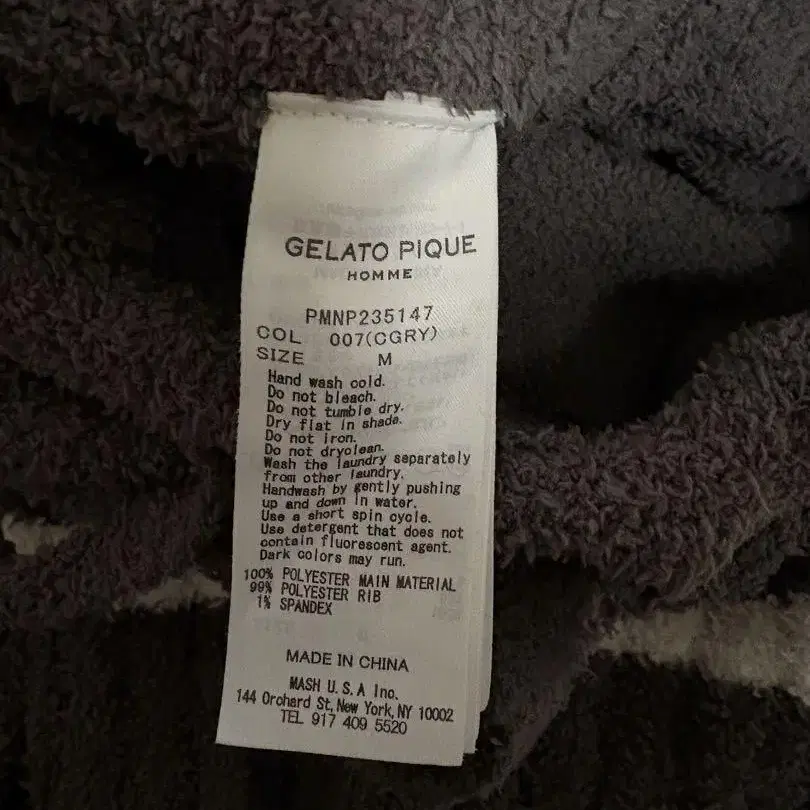 GELATO PIQUE
HOMME
PMNP235147
COL 007(CGRY)
SIZE M
Hand wash cold.
Do not bleach.
Do not tumble dry.
Dry flat in shade.
Do not iron.
Do not dryclean.
Wash the laundry separately
from other laundry.
Handwash by gently pushing
up and down in water.
Use a short spin cycle.
Use detergent that does not
contain fluorescent agent.
Dark colors may run.
100% POLYESTER MAIN MATERIAL
99% POLYESTER RIB
1% SPANDEX
MADE IN CHINA
MASH U.S.A Inc.
144 Orchard St, New York, NY 10002
TEL 917 409 5520